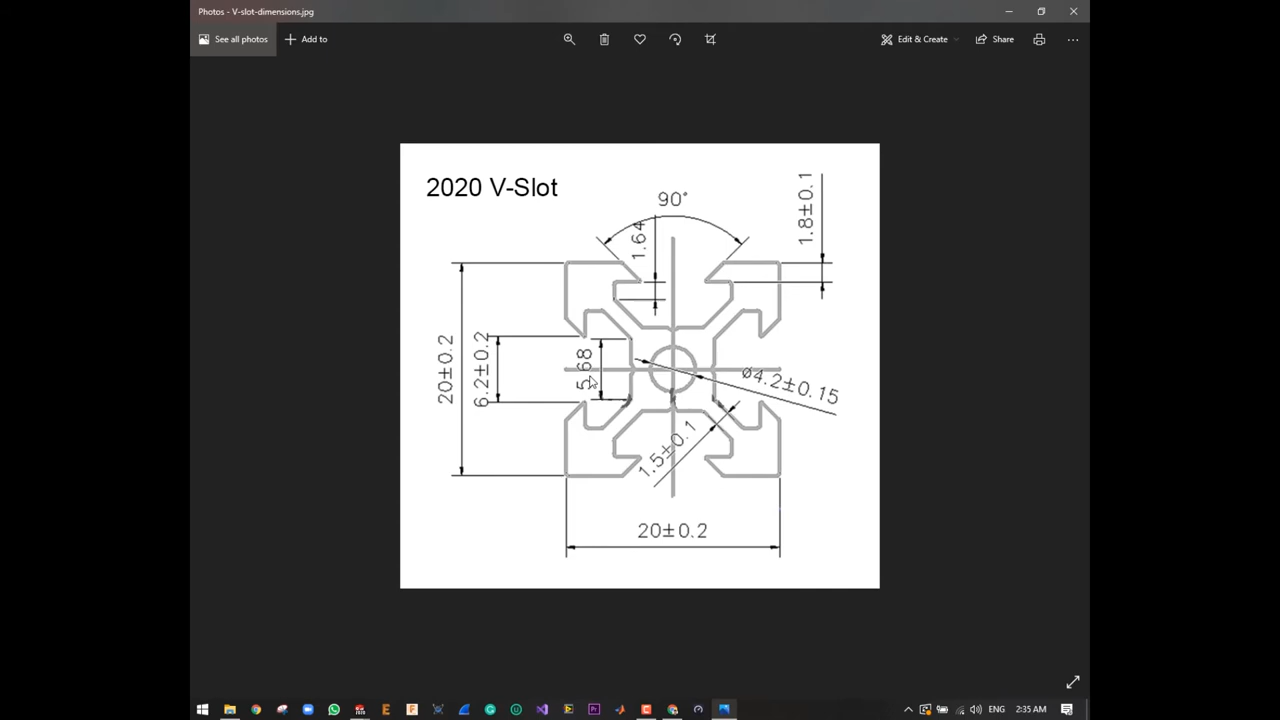 Photos - V-slot-dimensions.jpg
See all photos
Add to
Edit & Create
Share
2020 V-Slot
90°
1.64
1.8±0.1
20±0.2
6.2±0.2
5.68
ø4.2±0.15
1.5±0.1
20±0.2
ENG
2:35 AM